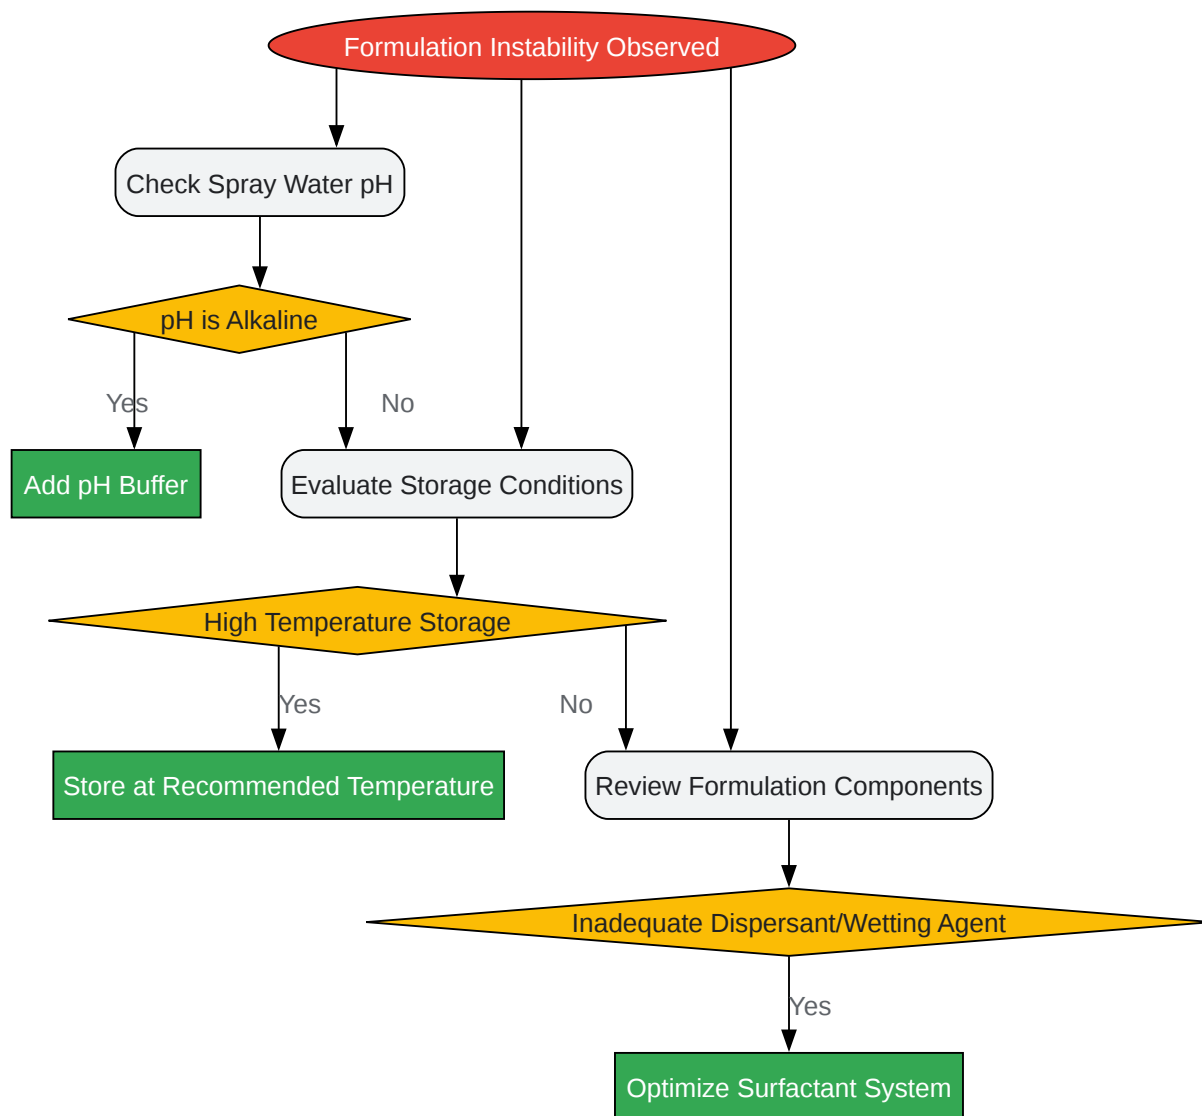 Formulation Instability Observed
Check Spray Water pH
pH is Alkaline
Yes
No
Add pH Buffer
Evaluate Storage Conditions
High Temperature Storage
Yes
No
Store at Recommended Temperature
Review Formulation Components
Inadequate Dispersant/Wetting Agent
Yes
Optimize Surfactant System